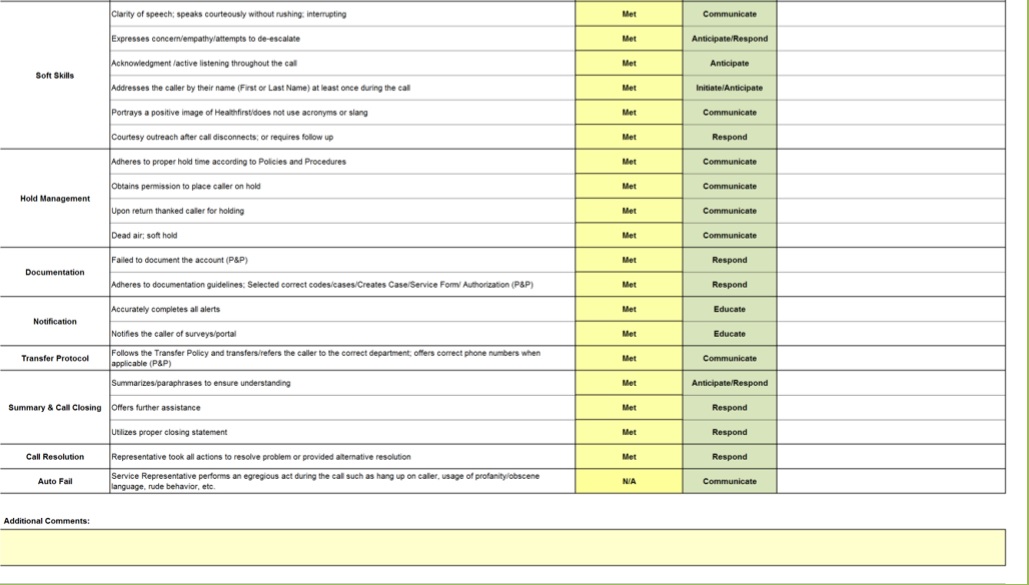 Clarity of speech; speaks courteously without rushing; interrupting Met Communicate
Expresses concern/empathy/attempts to de-escalate Met Anticipate/Respond
Acknowledgment /active listening throughout the call Met Anticipate
Soft Skills
Addresses the caller by their name (First or Last Name) at least once during the call Met Initiate/Anticipate
Portrays a positive image of Healthfirst/does not use acronyms or slang Met Communicate
Courtesy outreach after call disconnects; or requires follow up Met Respond
Adheres to proper hold time according to Policies and Procedures Met Communicate
Obtains permission to place caller on hold Met Communicate
Hold Management
Upon return thanked caller for holding Met Communicate
Dead air; soft hold Met Communicate
Failed to document the account (P&P) Met Respond
Documentation
Adheres to documentation guidelines; Selected correct codes/cases/Creates Case/Service Form/ Authorization (P&P) Met Respond
Accurately completes all alerts Met Educate
Notification
Notifies the caller of surveys/portal Met Educate
Transfer Protocol Follows the Transfer Policy and transfers/refers the caller to the correct department; offers correct phone numbers when
applicable (P&P) Met Communicate
Summarizes/paraphrases to ensure understanding Met Anticipate/Respond
Summary & Call Closing Offers further assistance Met Respond
Utilizes proper closing statement Met Respond
Call Resolution Representative took all actions to resolve problem or provided alternative resolution Met Respond
Auto Fail Service Representative performs an egregious act during the call such as hang up on caller, usage of profanity/obscene
language, rude behavior, etc. N/A Communicate
Additional Comments: